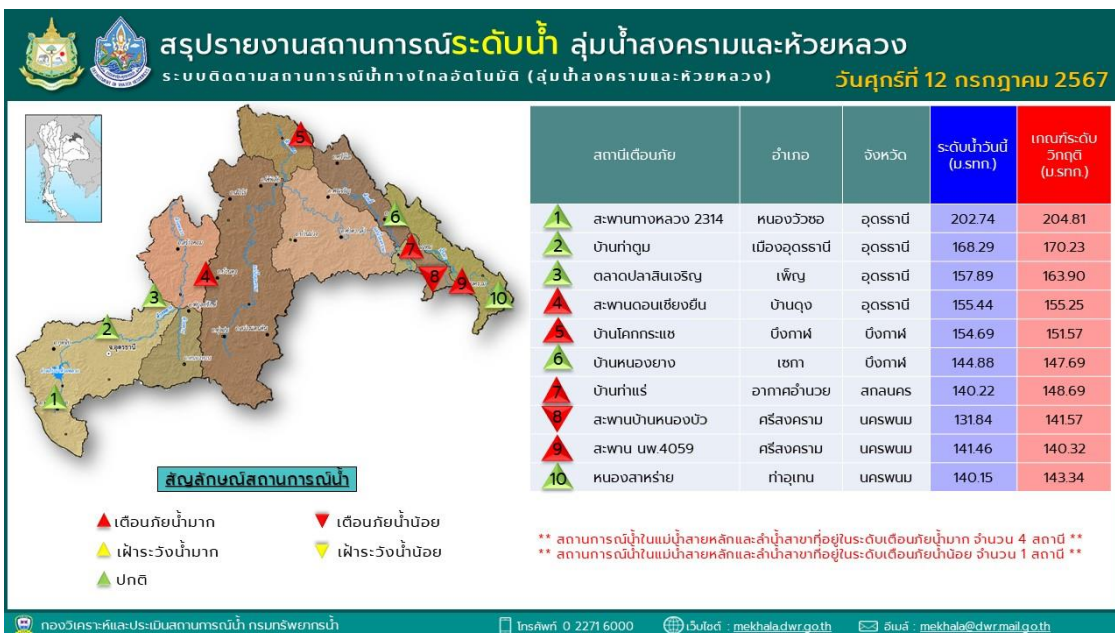 สรุปรายงานสถานการณ์ระดับน้ำ ลุ่มน้ำสงครามและห้วยหลวง
ระบบติดตามสถานการณ์น้ำทางไกลอัตโนมัติ (ลุ่มน้ำสงครามและห้วยหลวง)
วันศุกร์ที่ 12 กรกฎาคม 2567
5
6
7
8
9
10
4
3
2
1
สถานีเตือนภัย อำเภอ จังหวัด ระดับน้ำวันนี้ (ม.รทก.) เกณฑ์ระดับวิกฤติ (ม.รทก.)
1 สะพานทางหลวง 2314 หนองวัวซอ อุดรธานี 202.74 204.81
2 บ้านท่าตูม เมืองอุดรธานี อุดรธานี 168.29 170.23
3 ตลาดปลาสินเจริญ เพ็ญ อุดรธานี 157.89 163.90
4 สะพานดอนเชียงยืน บ้านดุง อุดรธานี 155.44 155.25
5 บ้านโคกกระแซ บึงกาฬ บึงกาฬ 154.69 151.57
6 บ้านหนองยาง เซกา บึงกาฬ 144.88 147.69
7 บ้านท่าแร่ อากาศอำนวย สกลนคร 140.22 148.69
8 สะพานบ้านหนองบัว ศรีสงคราม นครพนม 131.84 141.57
9 สะพาน นพ.4059 ศรีสงคราม นครพนม 141.46 140.32
10 หนองสาหร่าย ท่าอุเทน นครพนม 140.15 143.34
สัญลักษณ์สถานการณ์น้ำ
เตือนภัยน้ำมาก เตือนภัยน้ำน้อย
เฝ้าระวังน้ำมาก เฝ้าระวังน้ำน้อย
ปกติ
** สถานการณ์น้ำในแม่น้ำสายหลักและลำน้ำสาขาที่อยู่ในระดับเตือนภัยน้ำมาก จำนวน 4 สถานี **
** สถานการณ์น้ำในแม่น้ำสายหลักและลำน้ำสาขาที่อยู่ในระดับเตือนภัยน้ำน้อย จำนวน 1 สถานี **
กองวิเคราะห์และประเมินสถานการณ์น้ำ กรมทรัพยากรน้ำ โทรศัพท์ 0 2271 6000 เว็บไซต์ : mekhala.dwr.go.th อีเมล์ : mekhala@dwr.mail.go.th